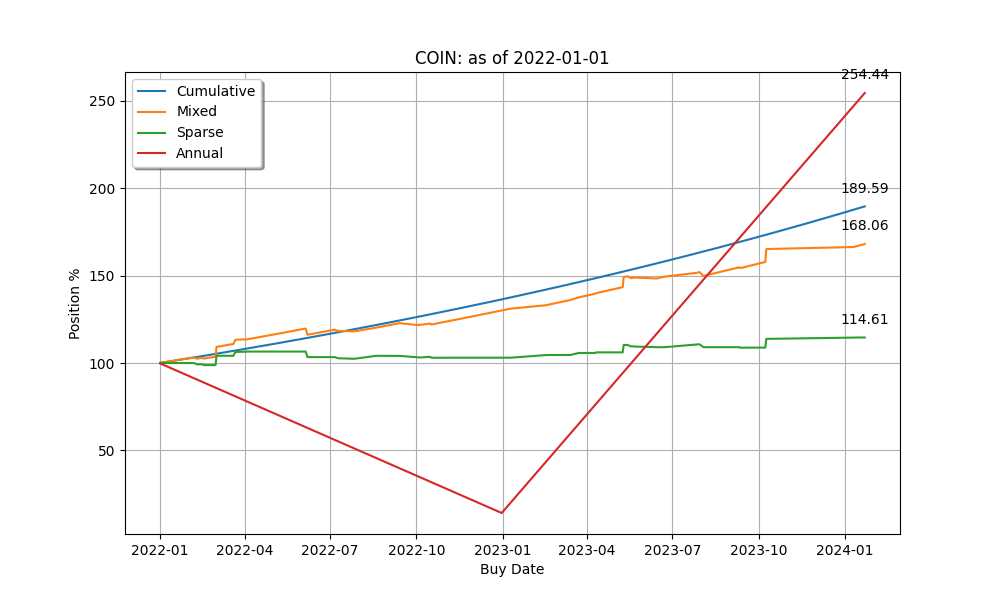 COIN: as of 2022-01-01
Cumulative
Mixed
Sparse
Annual
254.44
189.59
168.06
114.61
250
200
150
100
50
Position %
2022-01 2022-04 2022-07 2022-10 2023-01 2023-04 2023-07 2023-10 2024-01
Buy Date